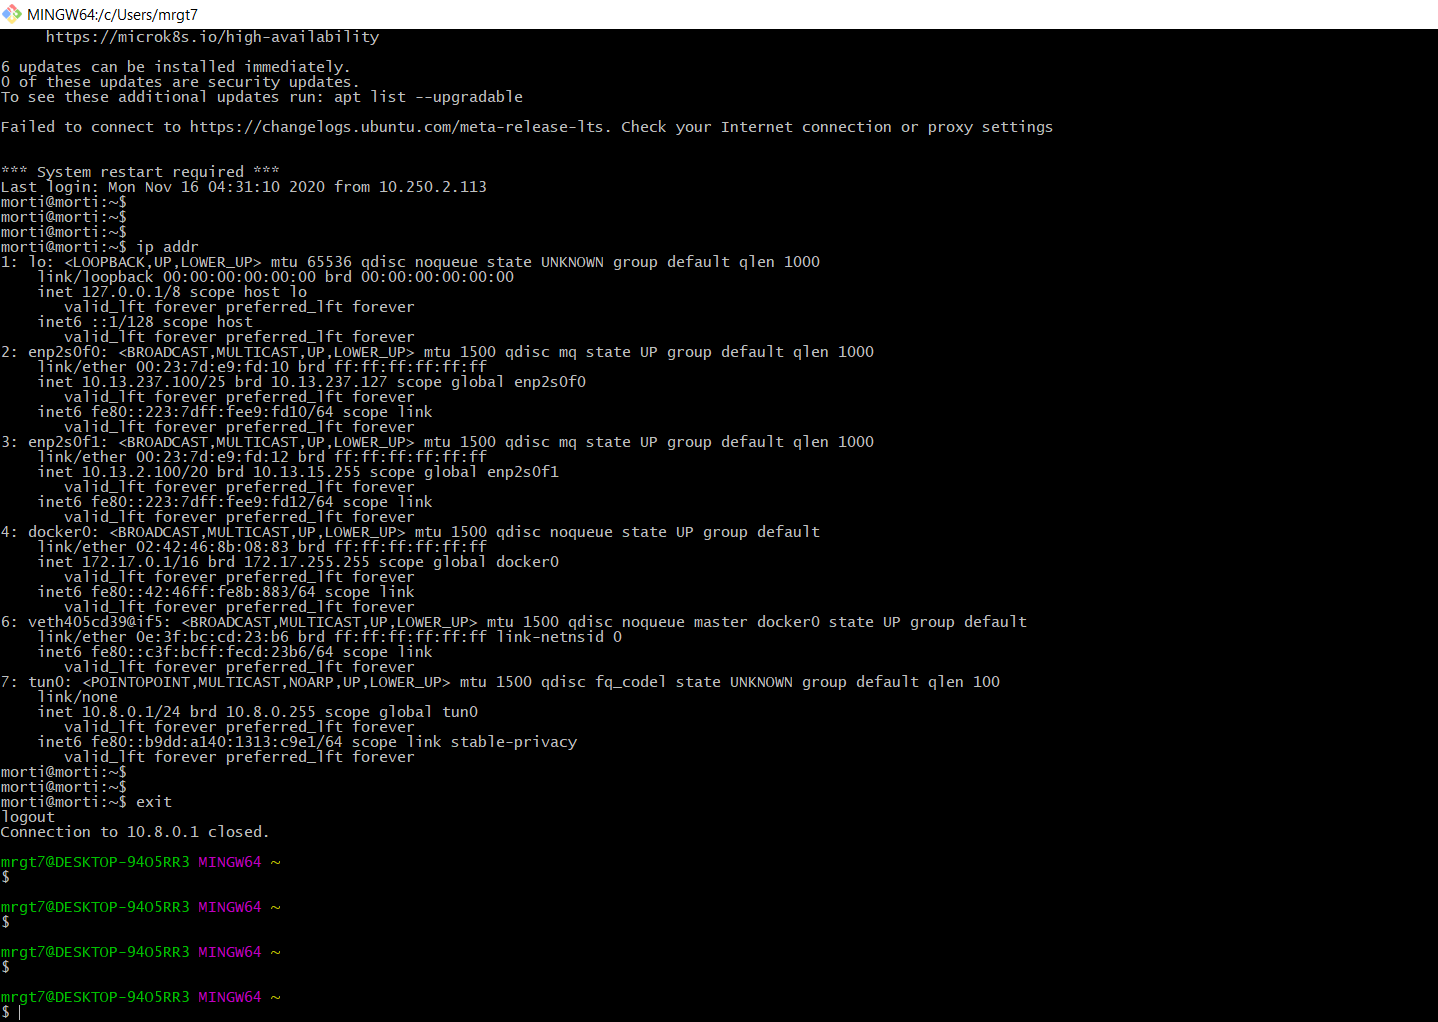 MINGW64:/c/Users/mrgt7
https://microk8s.io/high-availability
6 updates can be installed immediately.
0 of these updates are security updates.
To see these additional updates run: apt list --upgradable
Failed to connect to https://changelogs.ubuntu.com/meta-release-lts. Check your Internet connection or proxy settings
*** System restart required ***
Last login: Mon Nov 16 04:31:10 2020 from 10.250.2.113
morti@morti:~$
morti@morti:~$
morti@morti:~$
morti@morti:~$ ip addr
1: lo: <LOOPBACK,UP,LOWER_UP> mtu 65536 qdisc noqueue state UNKNOWN group default qlen 1000
link/loopback 00:00:00:00:00:00 brd 00:00:00:00:00:00
inet 127.0.0.1/8 scope host lo
valid_lft forever preferred_lft forever
inet6 ::1/128 scope host
valid_lft forever preferred_lft forever
2: enp2s0f0: <BROADCAST,MULTICAST,UP,LOWER_UP> mtu 1500 qdisc mq state UP group default qlen 1000
link/ether 00:23:7d:e9:fd:10 brd ff:ff:ff:ff:ff:ff
inet 10.13.237.100/25 brd 10.13.237.127 scope global enp2s0f0
valid_lft forever preferred_lft forever
inet6 fe80::223:7dff:fee9:fd10/64 scope link
valid_lft forever preferred_lft forever
3: enp2s0f1: <BROADCAST,MULTICAST,UP,LOWER_UP> mtu 1500 qdisc mq state UP group default qlen 1000
link/ether 00:23:7d:e9:fd:12 brd ff:ff:ff:ff:ff:ff
inet 10.13.2.100/20 brd 10.13.15.255 scope global enp2s0f1
valid_lft forever preferred_lft forever
inet6 fe80::223:7dff:fee9:fd12/64 scope link
valid_lft forever preferred_lft forever
4: docker0: <BROADCAST,MULTICAST,UP,LOWER_UP> mtu 1500 qdisc noqueue state UP group default
link/ether 02:42:46:8b:08:83 brd ff:ff:ff:ff:ff:ff
inet 172.17.0.1/16 brd 172.17.255.255 scope global docker0
valid_lft forever preferred_lft forever
inet6 fe80::42:46ff:fe8b:883/64 scope link
valid_lft forever preferred_lft forever
6: veth405cd39@if5: <BROADCAST,MULTICAST,UP,LOWER_UP> mtu 1500 qdisc noqueue master docker0 state UP group default
link/ether 0e:3f:bc:cd:23:b6 brd ff:ff:ff:ff:ff:ff link-netnsid 0
inet6 fe80::c3f:bcff:fecd:23b6/64 scope link
valid_lft forever preferred_lft forever
7: tun0: <POINTOPOINT,MULTICAST,NOARP,UP,LOWER_UP> mtu 1500 qdisc fq_codel state UNKNOWN group default qlen 100
link/none
inet 10.8.0.1/24 brd 10.8.0.255 scope global tun0
valid_lft forever preferred_lft forever
inet6 fe80::b9dd:a140:1313:c9e1/64 scope link stable-privacy
valid_lft forever preferred_lft forever
morti@morti:~$
morti@morti:~$
morti@morti:~$ exit
logout
Connection to 10.8.0.1 closed.
mrgt7@DESKTOP-94O5RR3 MINGW64 ~
$
mrgt7@DESKTOP-94O5RR3 MINGW64 ~
$
mrgt7@DESKTOP-94O5RR3 MINGW64 ~
$
mrgt7@DESKTOP-94O5RR3 MINGW64 ~
$